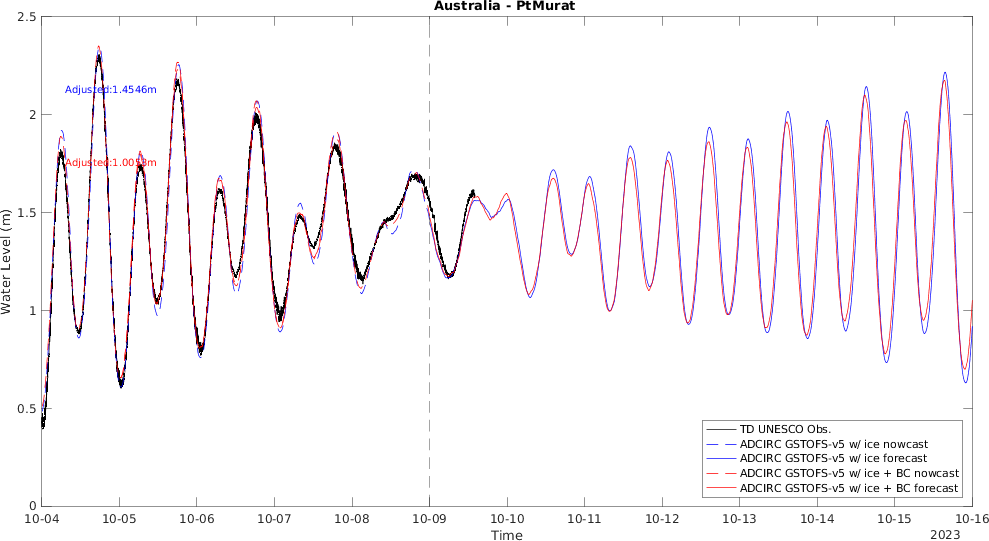 Australia - PtMurat
2.5
2
1.5
1
0.5
0
Water Level (m)
Adjusted:1.4546m
TD UNESCO Obs.
ADCIRC GSTOFS-v5 w/ ice nowcast
ADCIRC GSTOFS-v5 w/ ice forecast
ADCIRC GSTOFS-v5 w/ ice + BC nowcast
ADCIRC GSTOFS-v5 w/ ice + BC forecast
10-04 10-05 10-06 10-07 10-08 10-09 10-10 10-11 10-12 10-13 10-14 10-15 10-16
Time
2023